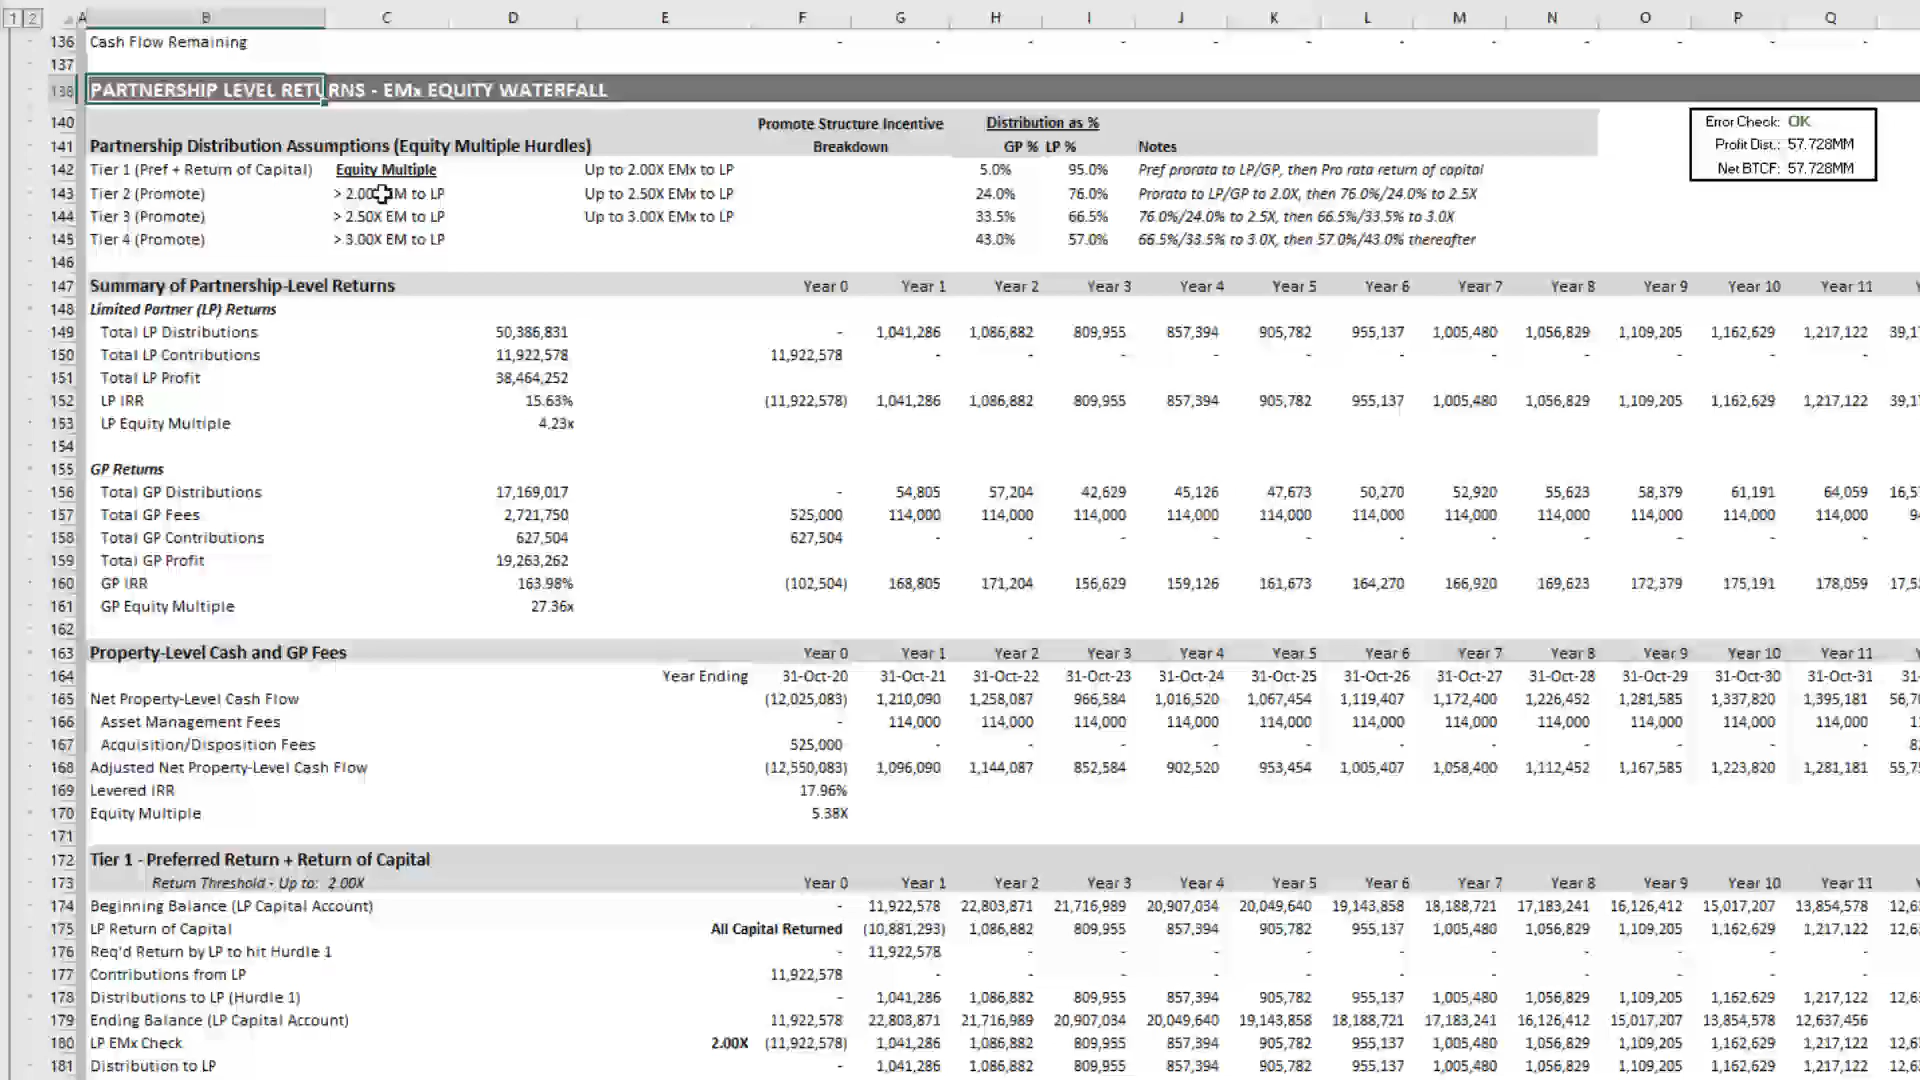 1 2 A B C D E F G H I J K L M N O P Q
136 Cash Flow Remaining - - - - - - - - - - - -
137
138 PARTNERSHIP LEVEL RETURNS - EMx EQUITY WATERFALL
140 Promote Structure Incentive Distribution as % Error Check: OK
141 Partnership Distribution Assumptions (Equity Multiple Hurdles) Breakdown GP % LP % Notes Profit Dist.: 57.728MM
142 Tier 1 (Pref + Return of Capital) Equity Multiple Up to 2.00X EMx to LP 5.0% 95.0% Pref prorata to LP/GP, then Pro rata return of capital Net BTCF: 57.728MM
143 Tier 2 (Promote) > 2.00 EM to LP Up to 2.50X EMx to LP 24.0% 76.0% Prorata to LP/GP to 2.0X, then 76.0%/24.0% to 2.5X
144 Tier 3 (Promote) > 2.50X EM to LP Up to 3.00X EMx to LP 33.5% 66.5% 76.0%/24.0% to 2.5X, then 66.5%/33.5% to 3.0X
145 Tier 4 (Promote) > 3.00X EM to LP 43.0% 57.0% 66.5%/33.5% to 3.0X, then 57.0%/43.0% thereafter
146
147 Summary of Partnership-Level Returns Year 0 Year 1 Year 2 Year 3 Year 4 Year 5 Year 6 Year 7 Year 8 Year 9 Year 10 Year 11
148 Limited Partner (LP) Returns
149 Total LP Distributions 50,386,831 - 1,041,286 1,086,882 809,955 857,394 905,782 955,137 1,005,480 1,056,829 1,109,205 1,162,629 1,217,122 39,1
150 Total LP Contributions 11,922,578 11,922,578 - - - - - - - - - - -
151 Total LP Profit 38,464,252
152 LP IRR 15.63% (11,922,578) 1,041,286 1,086,882 809,955 857,394 905,782 955,137 1,005,480 1,056,829 1,109,205 1,162,629 1,217,122 39,1
153 LP Equity Multiple 4.23x
154
155 GP Returns
156 Total GP Distributions 17,169,017 - 54,805 57,204 42,629 45,126 47,673 50,270 52,920 55,623 58,379 61,191 64,059 16,5
157 Total GP Fees 2,721,750 525,000 114,000 114,000 114,000 114,000 114,000 114,000 114,000 114,000 114,000 114,000 114,000
158 Total GP Contributions 627,504 627,504 - - - - - - - - - - -
159 Total GP Profit 19,263,262
160 GP IRR 163.98% (102,504) 168,805 171,204 156,629 159,126 161,673 164,270 166,920 169,623 172,379 175,191 178,059 17,5
161 GP Equity Multiple 27.36x
162
163 Property-Level Cash and GP Fees Year 0 Year 1 Year 2 Year 3 Year 4 Year 5 Year 6 Year 7 Year 8 Year 9 Year 10 Year 11
164 Year Ending 31-Oct-20 31-Oct-21 31-Oct-22 31-Oct-23 31-Oct-24 31-Oct-25 31-Oct-26 31-Oct-27 31-Oct-28 31-Oct-29 31-Oct-30 31-Oct-31 31-
165 Net Property-Level Cash Flow (12,025,083) 1,210,090 1,258,087 966,584 1,016,520 1,067,454 1,119,407 1,172,400 1,226,452 1,281,585 1,337,820 1,395,181 56,7
166 Asset Management Fees - 114,000 114,000 114,000 114,000 114,000 114,000 114,000 114,000 114,000 114,000 114,000
167 Acquisition/Disposition Fees 525,000 - - - - - - - - - - -
168 Adjusted Net Property-Level Cash Flow (12,550,083) 1,096,090 1,144,087 852,584 902,520 953,454 1,005,407 1,058,400 1,112,452 1,167,585 1,223,820 1,281,181 55,7
169 Levered IRR 17.96%
170 Equity Multiple 5.38X
171
172 Tier 1 - Preferred Return + Return of Capital
173 Return Threshold - Up to: 2.00X Year 0 Year 1 Year 2 Year 3 Year 4 Year 5 Year 6 Year 7 Year 8 Year 9 Year 10 Year 11
174 Beginning Balance (LP Capital Account) - 11,922,578 22,803,871 21,716,989 20,907,034 20,049,640 19,143,858 18,188,721 17,183,241 16,126,412 15,017,207 13,854,578 12,6
175 LP Return of Capital All Capital Returned (10,881,293) 1,086,882 809,955 857,394 905,782 955,137 1,005,480 1,056,829 1,109,205 1,162,629 1,217,122 12,6
176 Req'd Return by LP to hit Hurdle 1 - 11,922,578 - - - - - - - - - -
177 Contributions from LP 11,922,578 - - - - - - - - - - -
178 Distributions to LP (Hurdle 1) - 1,041,286 1,086,882 809,955 857,394 905,782 955,137 1,005,480 1,056,829 1,109,205 1,162,629 1,217,122 12,6
179 Ending Balance (LP Capital Account) 11,922,578 22,803,871 21,716,989 20,907,034 20,049,640 19,143,858 18,188,721 17,183,241 16,126,412 15,017,207 13,854,578 12,637,456
180 LP EMx Check 2.00X (11,922,578) 1,041,286 1,086,882 809,955 857,394 905,782 955,137 1,005,480 1,056,829 1,109,205 1,162,629 1,217,122 12,6
181 Distribution to LP 1,041,286 1,086,882 809,955 857,394 905,782 955,137 1,005,480 1,056,829 1,109,205 1,162,629 1,217,122 12,6